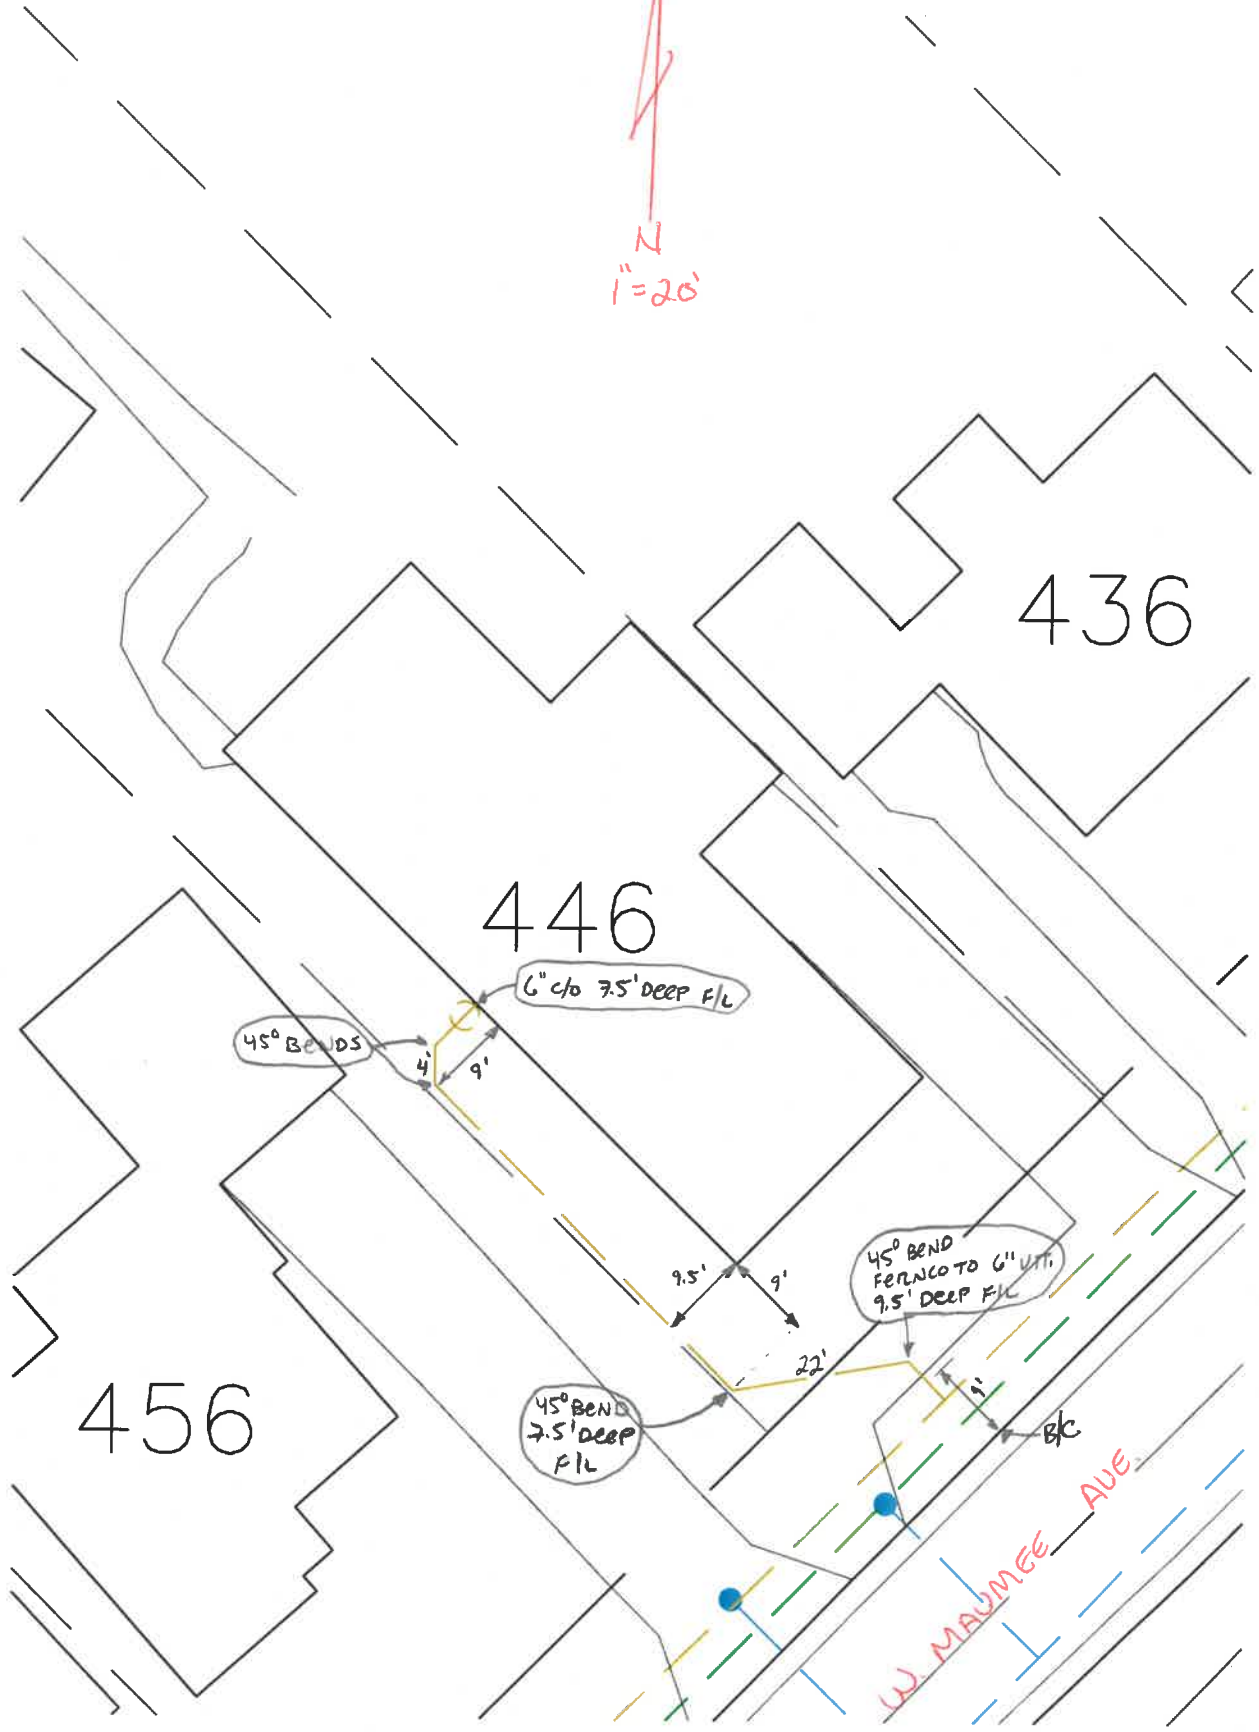 N
1"=20'
436
446
6" c/o 7.5' DEEP F/L
45° BENDS
4'
9'
9.5'
9'
45° BEND
FERNCO TO 6" VIT.
9.5' DEEP F/L
22'
9'
45° BEND
7.5' DEEP
F/L
B/C
456
W. MAUMEE AVE.